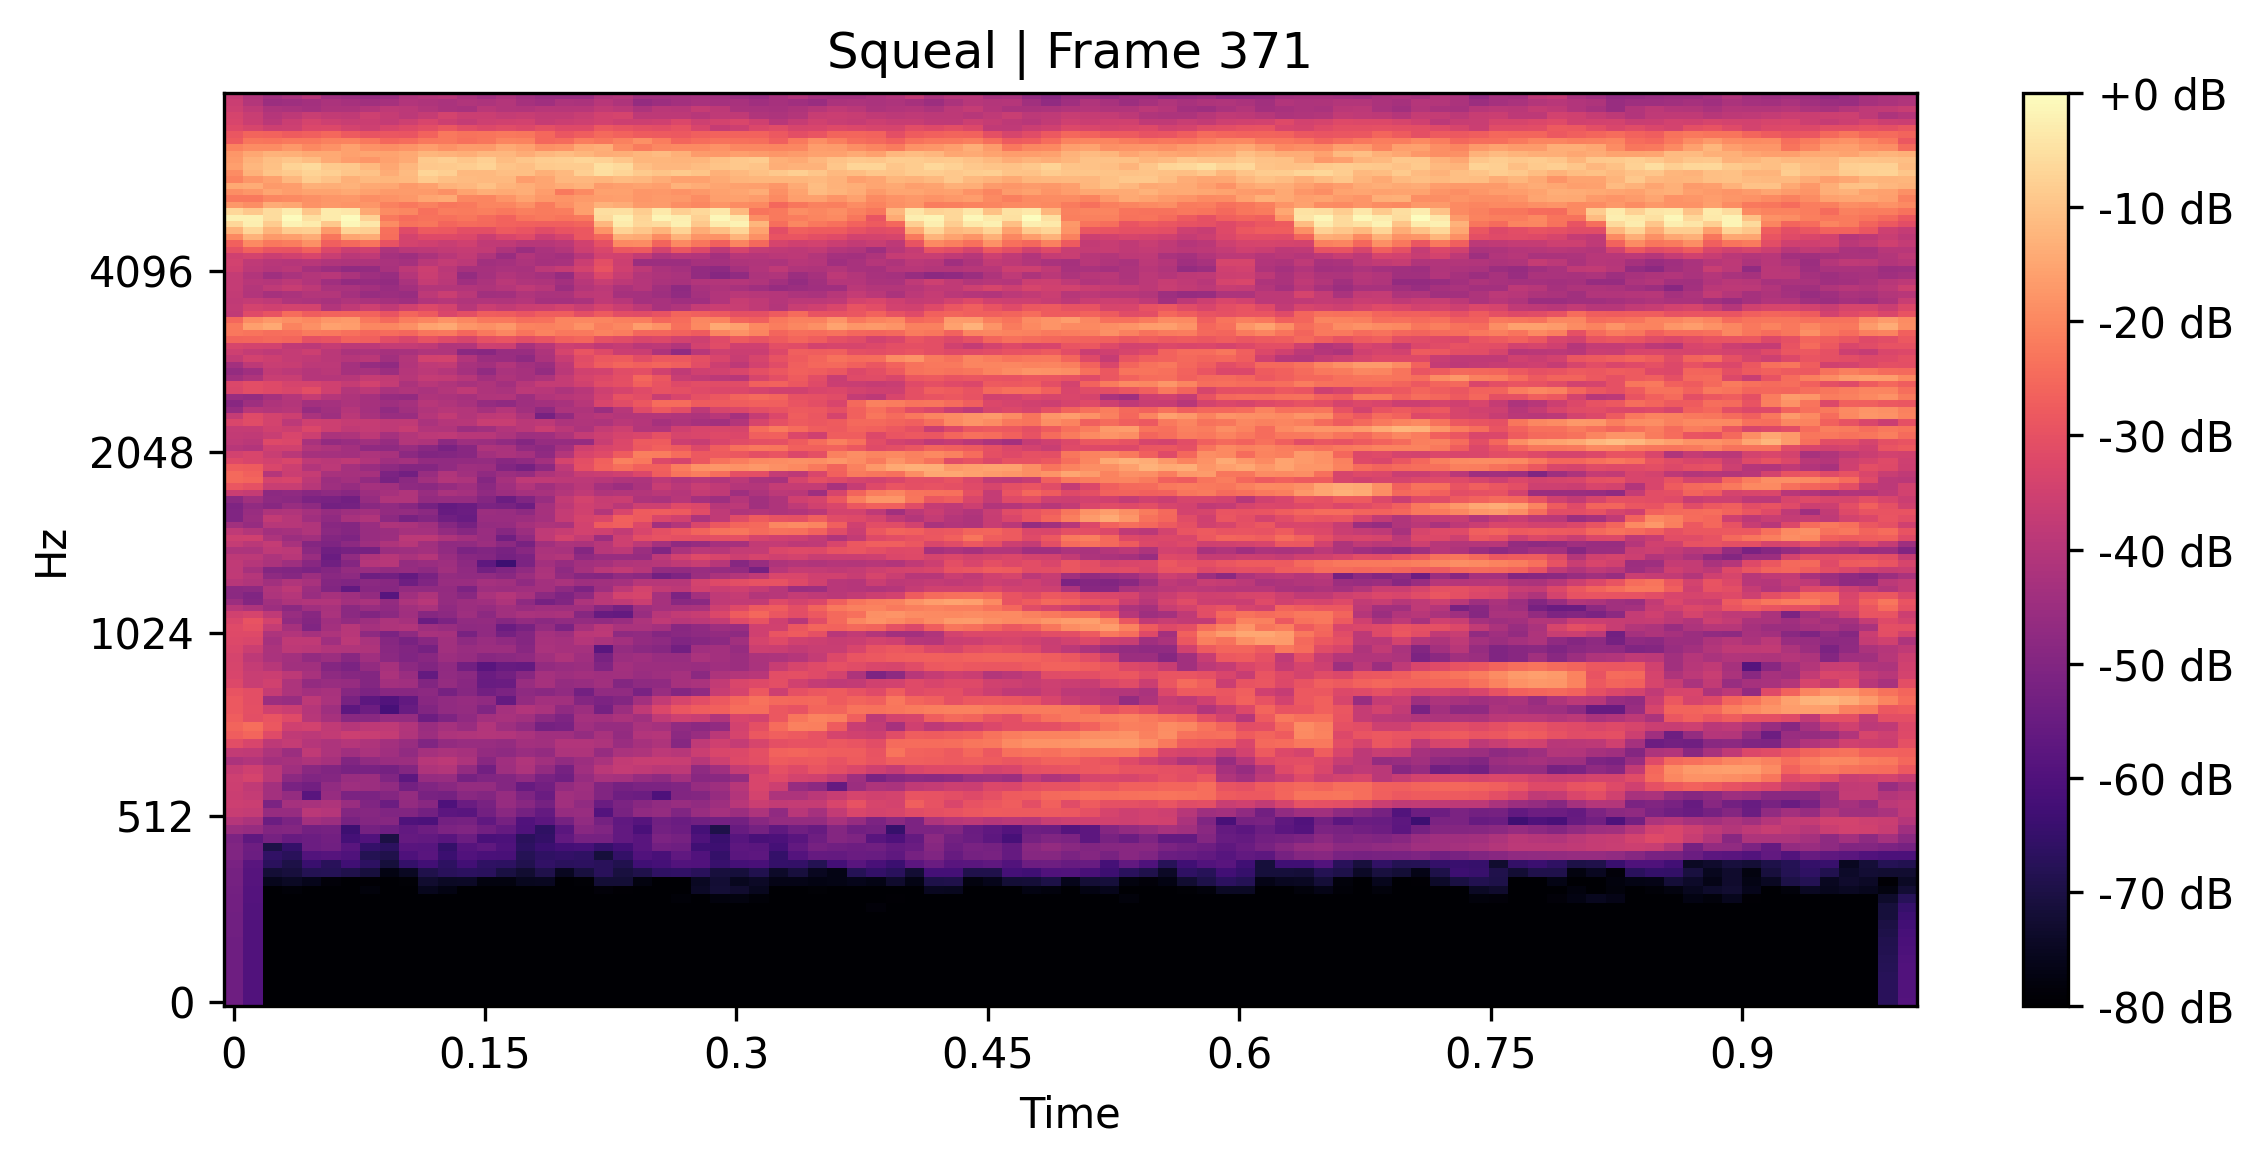 Squeal | Frame 371
+0 dB
-10 dB
-20 dB
-30 dB
-40 dB
-50 dB
-60 dB
-70 dB
-80 dB
Hz
4096
2048
1024
512
0
0 0.15 0.3 0.45 0.6 0.75 0.9
Time